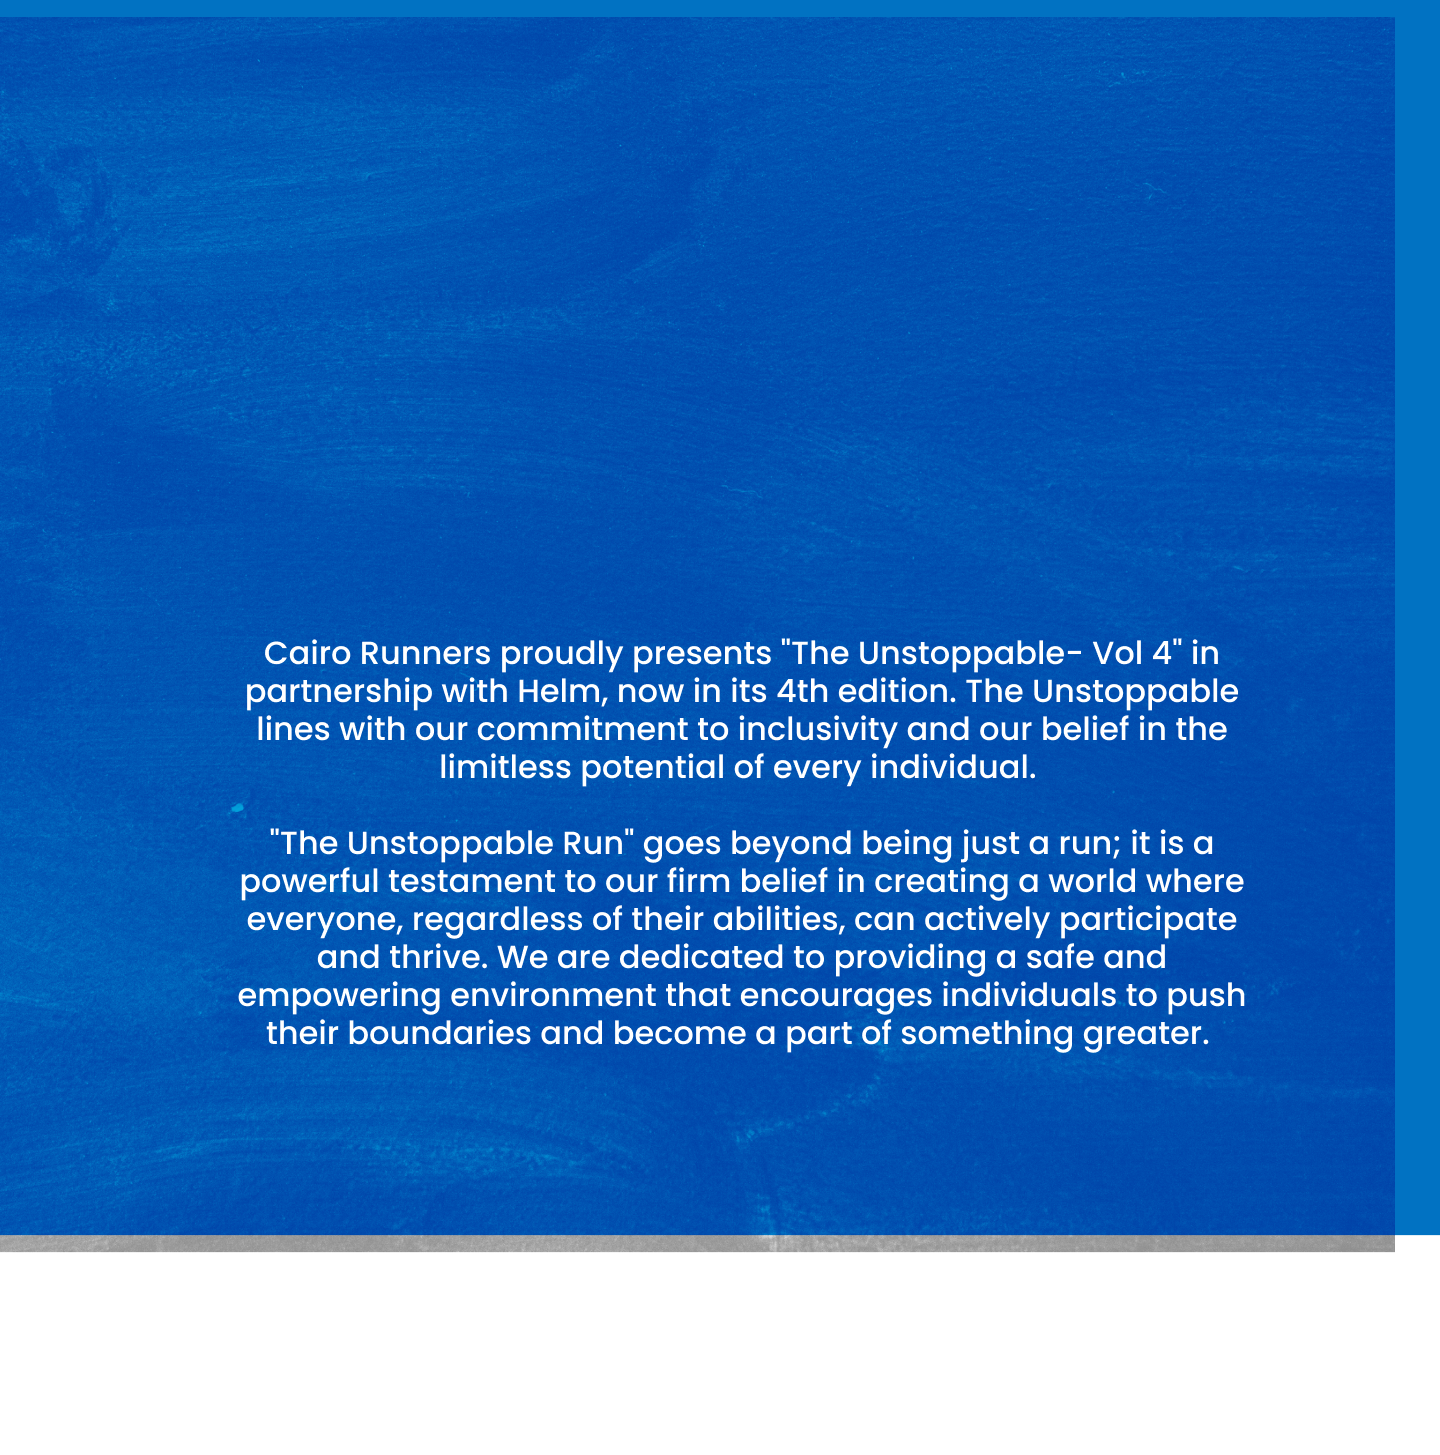 Cairo Runners proudly presents "The Unstoppable- Vol 4" in
partnership with Helm, now in its 4th edition. The Unstoppable
lines with our commitment to inclusivity and our belief in the
limitless potential of every individual.
"The Unstoppable Run" goes beyond being just a run; it is a
powerful testament to our firm belief in creating a world where
everyone, regardless of their abilities, can actively participate
and thrive. We are dedicated to providing a safe and
empowering environment that encourages individuals to push
their boundaries and become a part of something greater.